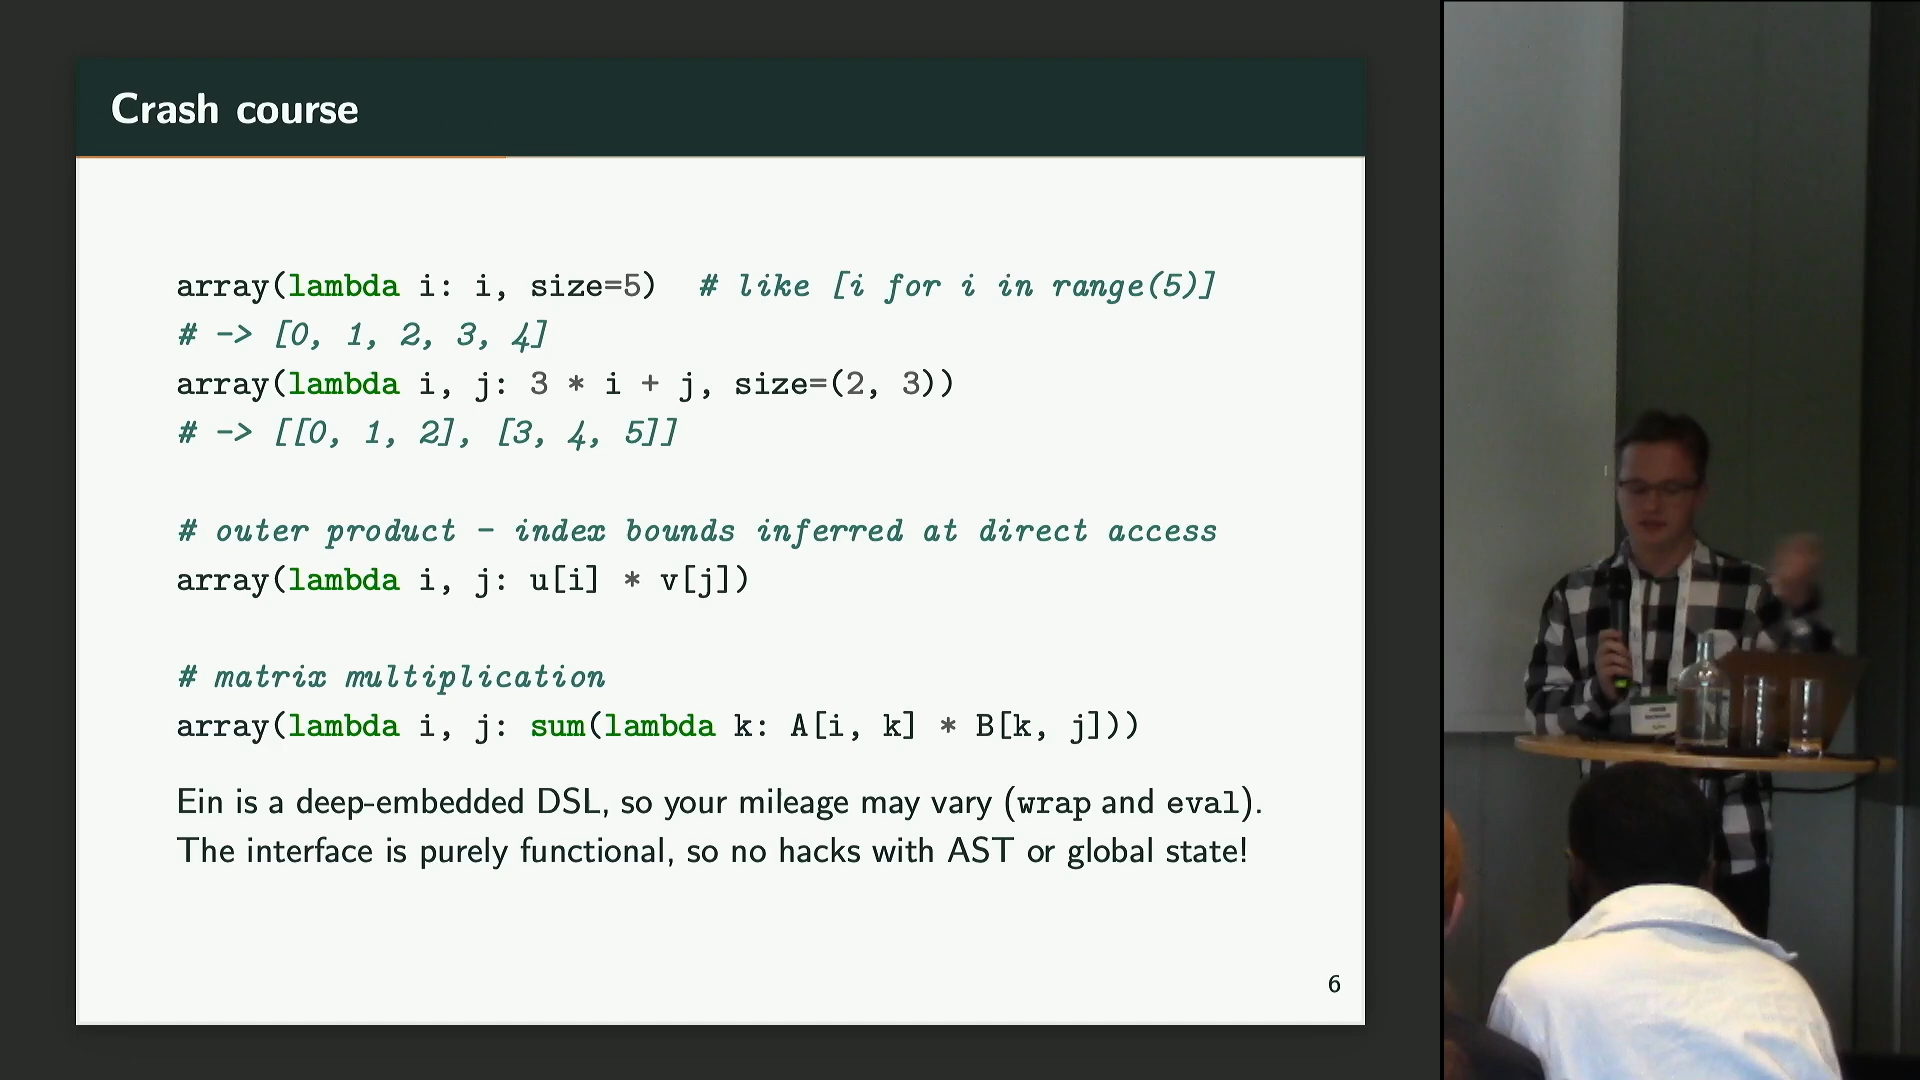 Crash course
array(lambda i: i, size=5)  # like [i for i in range(5)]
# -> [0, 1, 2, 3, 4]
array(lambda i, j: 3 * i + j, size=(2, 3))
# -> [[0, 1, 2], [3, 4, 5]]
# outer product - index bounds inferred at direct access
array(lambda i, j: u[i] * v[j])
# matrix multiplication
array(lambda i, j: sum(lambda k: A[i, k] * B[k, j]))
Ein is a deep-embedded DSL, so your mileage may vary (wrap and eval).
The interface is purely functional, so no hacks with AST or global state!
6